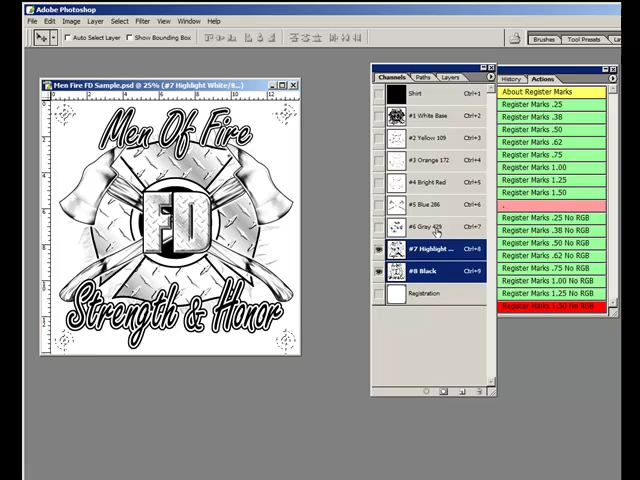 Adobe Photoshop
File Edit Image Layer Select Filter View Window Help
Auto Select Layer Show Bounding Box
Brushes Tool Presets
Men Fire FD Sample.psd @ 25% (#7 Highlight White/8...)
0 2 4 6 8 10 12
Men Of Fire
FD
Strength & Honor
Channels Paths Layers
Shirt Ctrl+1
#1 White Base Ctrl+2
#2 Yellow 109 Ctrl+3
#3 Orange 172 Ctrl+4
#4 Bright Red Ctrl+5
#5 Blue 286 Ctrl+6
#6 Gray 429 Ctrl+7
#7 Highlight ... Ctrl+8
#8 Black Ctrl+9
Registration
History Actions
About Register Marks
Register Marks .25
Register Marks .38
Register Marks .50
Register Marks .62
Register Marks .75
Register Marks 1.00
Register Marks 1.25
Register Marks 1.50
.
Register Marks .25 No RGB
Register Marks .38 No RGB
Register Marks .50 No RGB
Register Marks .62 No RGB
Register Marks .75 No RGB
Register Marks 1.00 No RGB
Register Marks 1.25 No RGB
Register Marks 1.50 No RGB